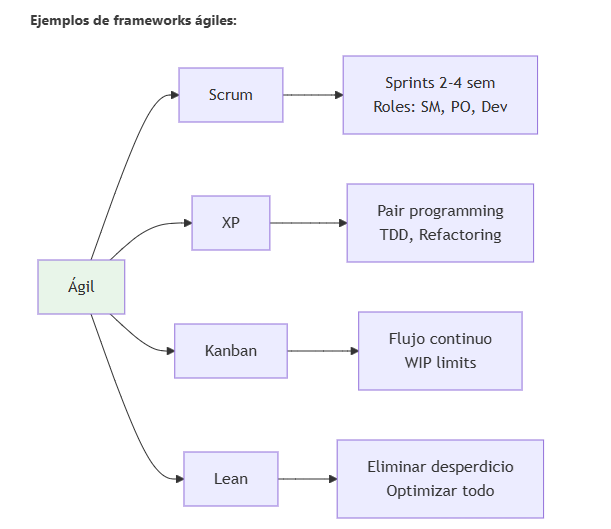 Ejemplos de frameworks ágiles:
Scrum
Sprints 2-4 sem
Roles: SM, PO, Dev
XP
Pair programming
TDD, Refactoring
Ágil
Kanban
Flujo continuo
WIP limits
Lean
Eliminar desperdicio
Optimizar todo